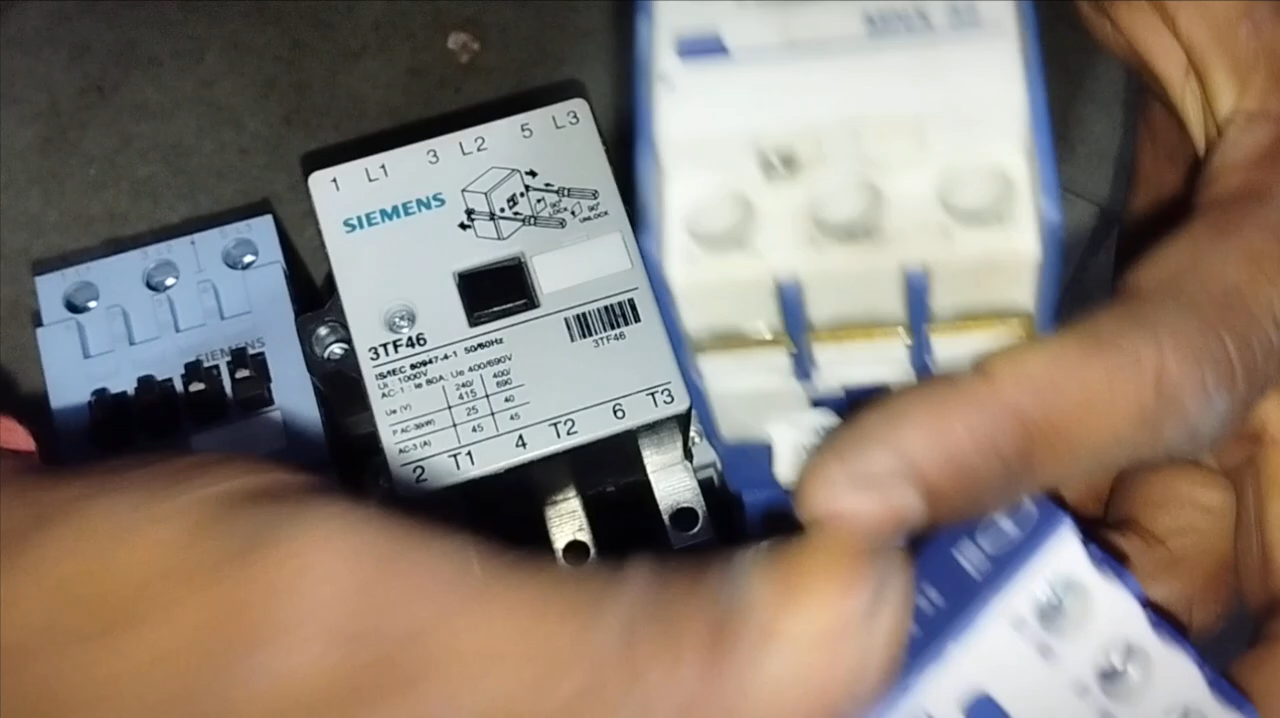 1 L1 3 L2 5 L3
SIEMENS
90°
LOCK
90°
UNLOCK
3TF46
IS/IEC 60947-4-1 50/60Hz
Ui : 1000V
AC-1: Ie 80A, Ue 400/690V
Ue (V) 240/415 400/690
P AC-3(kW) 25 40
AC-3 (A) 45 45
3TF46
2 T1 4 T2 6 T3
SIEMENS